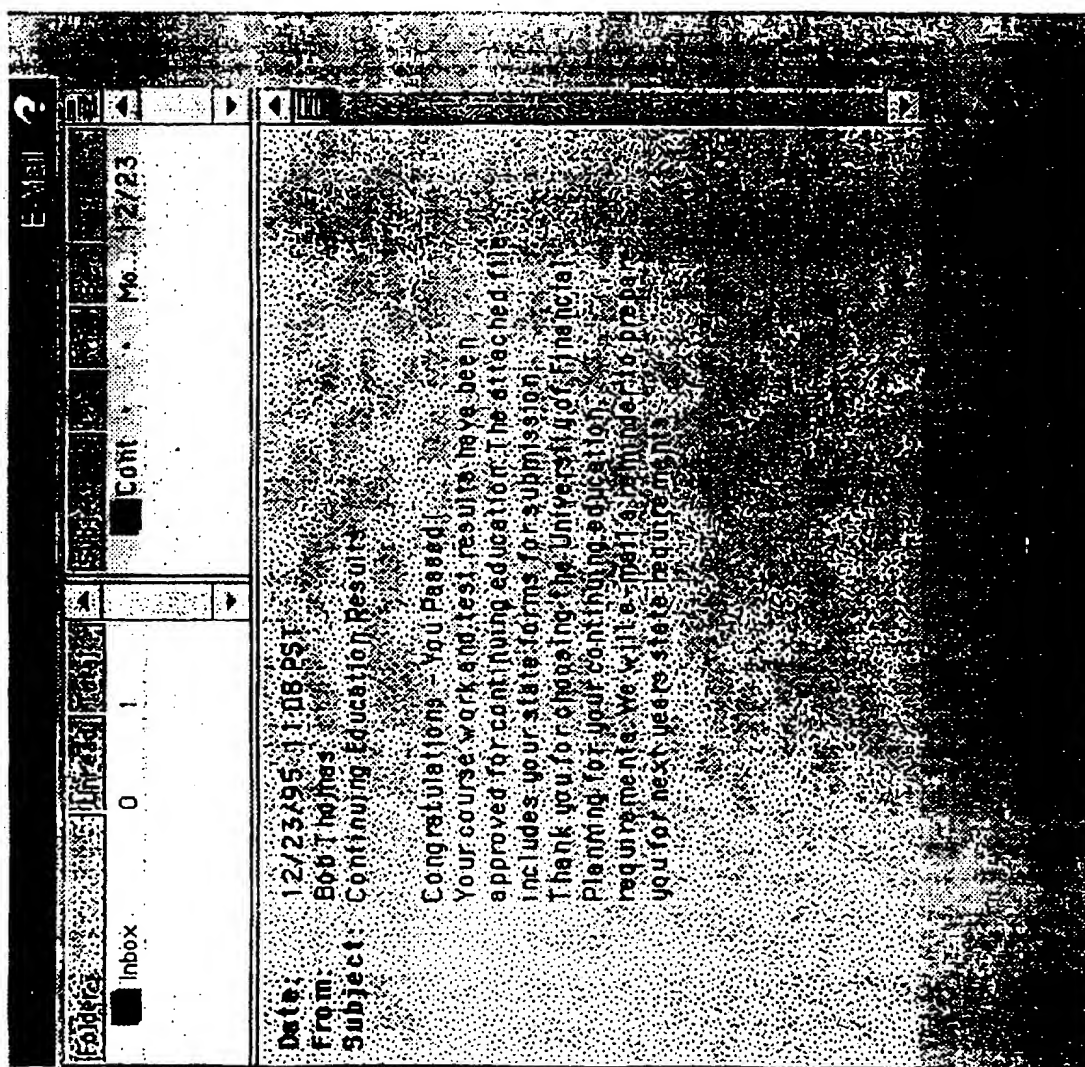 E-Mail ?
Folders Unread Total
Inbox 0 1
Cont Mo 12/23
Date: 12/23/95 11:08 PST
From: Bob Thomas
Subject: Continuing Education Results
Congratulations - You Passed!
Your course work and test results have been
approved for continuing education. The attached file
includes your state forms for submission.
Thank you for choosing the University of Financial
Planning for your continuing education
requirements. We will e-mail a reminder to prepare
you for next years state requirements